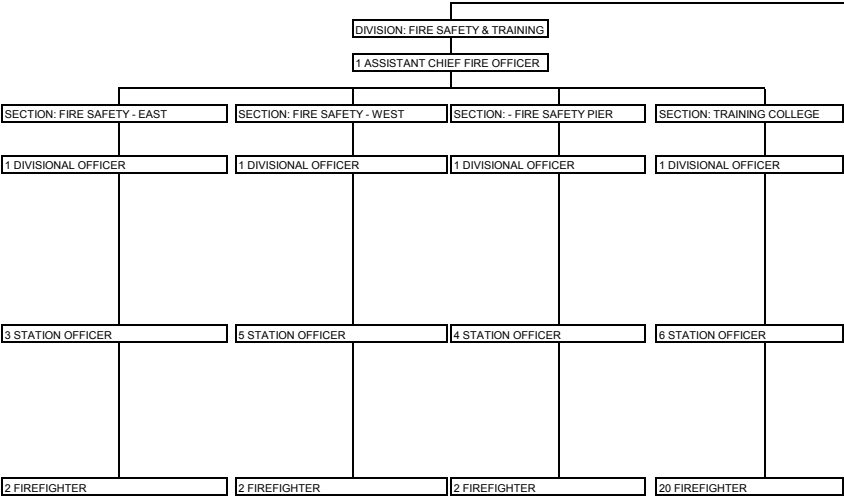 DIVISION: FIRE SAFETY & TRAINING
1 ASSISTANT CHIEF FIRE OFFICER
SECTION: FIRE SAFETY - EAST
SECTION: FIRE SAFETY - WEST
SECTION: - FIRE SAFETY PIER
SECTION: TRAINING COLLEGE
1 DIVISIONAL OFFICER
1 DIVISIONAL OFFICER
1 DIVISIONAL OFFICER
1 DIVISIONAL OFFICER
3 STATION OFFICER
5 STATION OFFICER
4 STATION OFFICER
6 STATION OFFICER
2 FIREFIGHTER
2 FIREFIGHTER
2 FIREFIGHTER
20 FIREFIGHTER